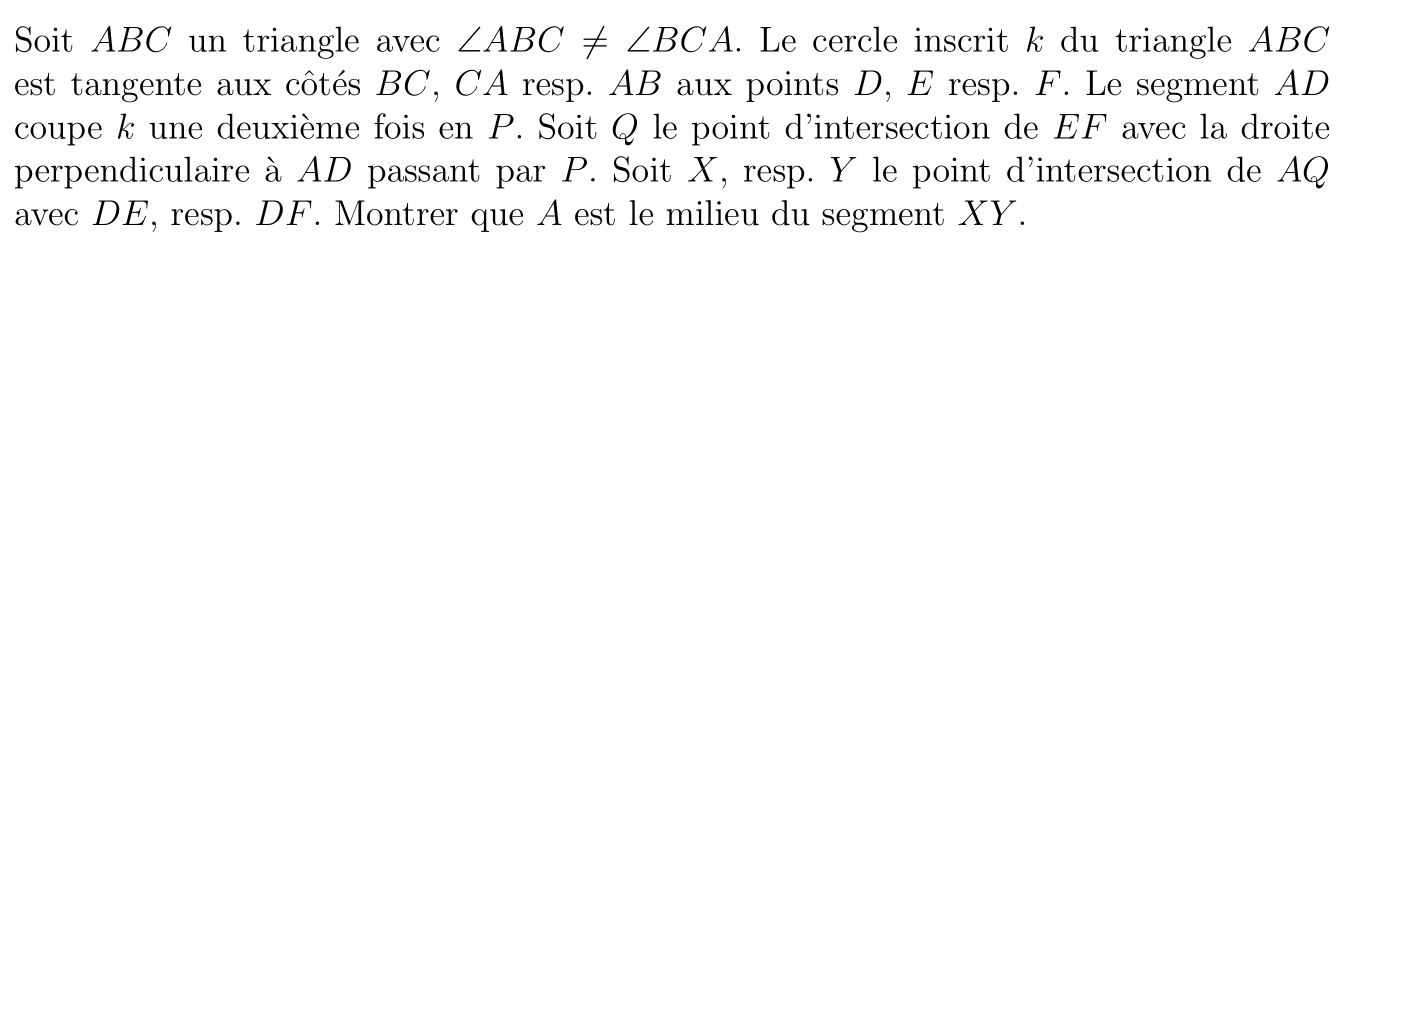 Soit ABC un triangle avec ∠ABC ≠ ∠BCA. Le cercle inscrit k du triangle ABC
est tangente aux côtés BC, CA resp. AB aux points D, E resp. F. Le segment AD
coupe k une deuxième fois en P. Soit Q le point d'intersection de EF avec la droite
perpendiculaire à AD passant par P. Soit X, resp. Y le point d'intersection de AQ
avec DE, resp. DF. Montrer que A est le milieu du segment XY.